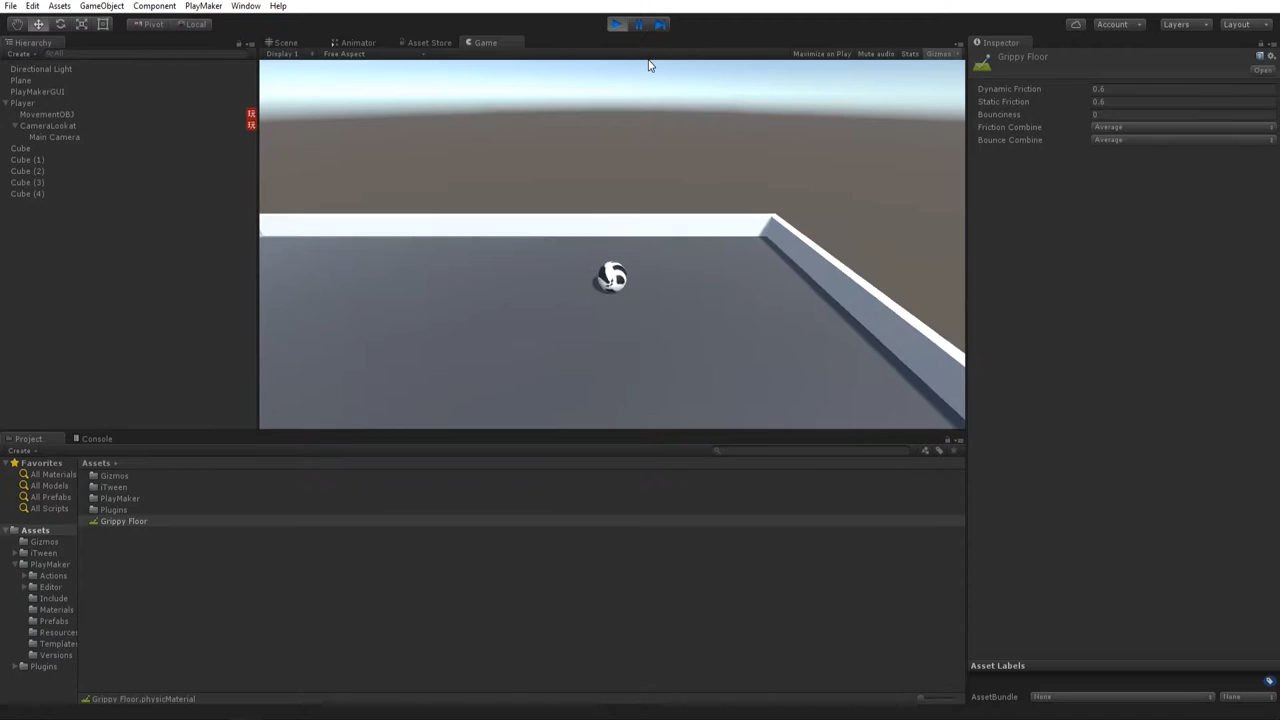 File Edit Assets GameObject Component PlayMaker Window Help
Pivot Local Account Layers Layout
Hierarchy
Create All
Directional Light
Plane
PlayMakerGUI
Player
MovementOBJ
CameraLookat
Main Camera
Cube
Cube (1)
Cube (2)
Cube (3)
Cube (4)
Scene Animator Asset Store Game
Display 1 Free Aspect Maximize on Play Mute audio Stats Gizmos
Inspector
Grippy Floor
Open
Dynamic Friction 0.6
Static Friction 0.6
Bounciness 0
Friction Combine Average
Bounce Combine Average
Project Console
Create
Favorites
All Materials
All Models
All Prefabs
All Scripts
Assets
Gizmos
iTween
PlayMaker
Actions
Editor
Include
Materials
Prefabs
Resource
Template
Versions
Plugins
Assets
Gizmos
iTween
PlayMaker
Plugins
Grippy Floor
Grippy Floor.physicMaterial
Asset Labels
AssetBundle None None